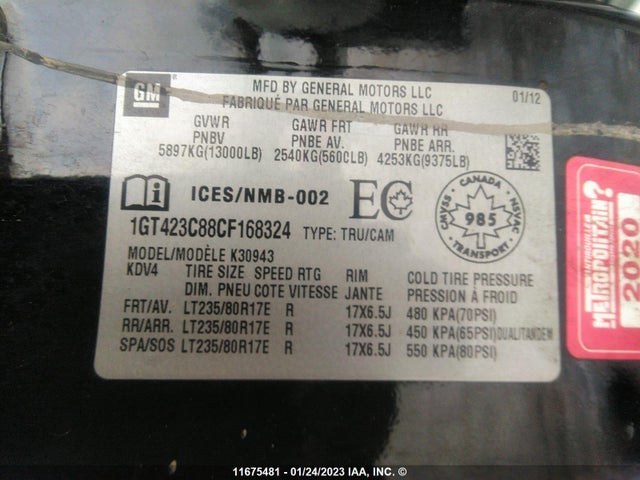 GM
MFD BY GENERAL MOTORS LLC
FABRIQUÉ PAR GENERAL MOTORS LLC
01/12
GVWR GAWR FRT GAWR RR
PNBV PNBE AV. PNBE ARR.
5897KG(13000LB) 2540KG(5600LB) 4253KG(9375LB)
ICES/NMB-002
EC
CANADA
CMVSS NSVAC
985
TRANSPORT
1GT423C88CF168324 TYPE: TRU/CAM
MODEL/MODÈLE K30943
KDV4 TIRE SIZE SPEED RTG RIM COLD TIRE PRESSURE
DIM. PNEU COTE VITESSE JANTE PRESSION À FROID
FRT/AV. LT235/80R17E R 17X6.5J 480 KPA(70PSI)
RR/ARR. LT235/80R17E R 17X6.5J 450 KPA(65PSI)DUAL/TANDEM
SPA/SOS LT235/80R17E R 17X6.5J 550 KPA(80PSI)
ANTIROUILLE
METROPOLITAIN?
2020
11675481 - 01/24/2023 IAA, INC. ©